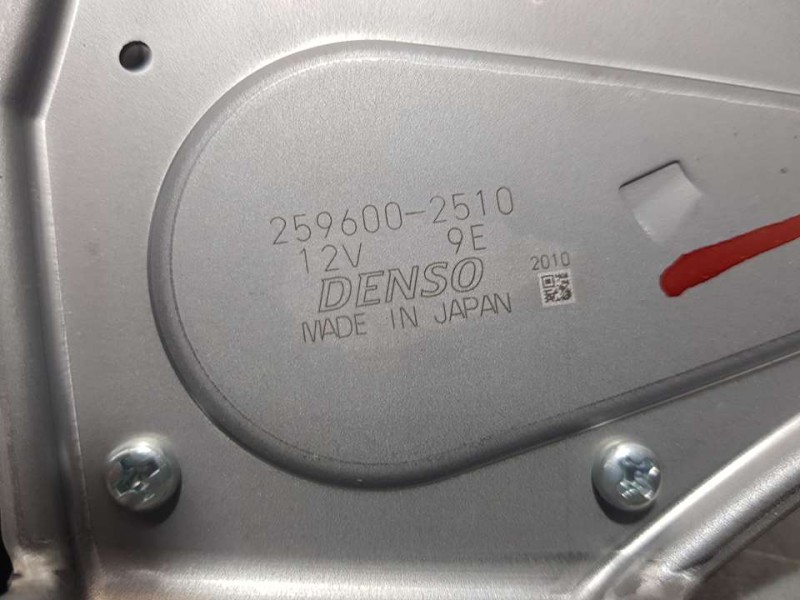 259600-2510
12V 9E
2010
DENSO
MADE IN JAPAN